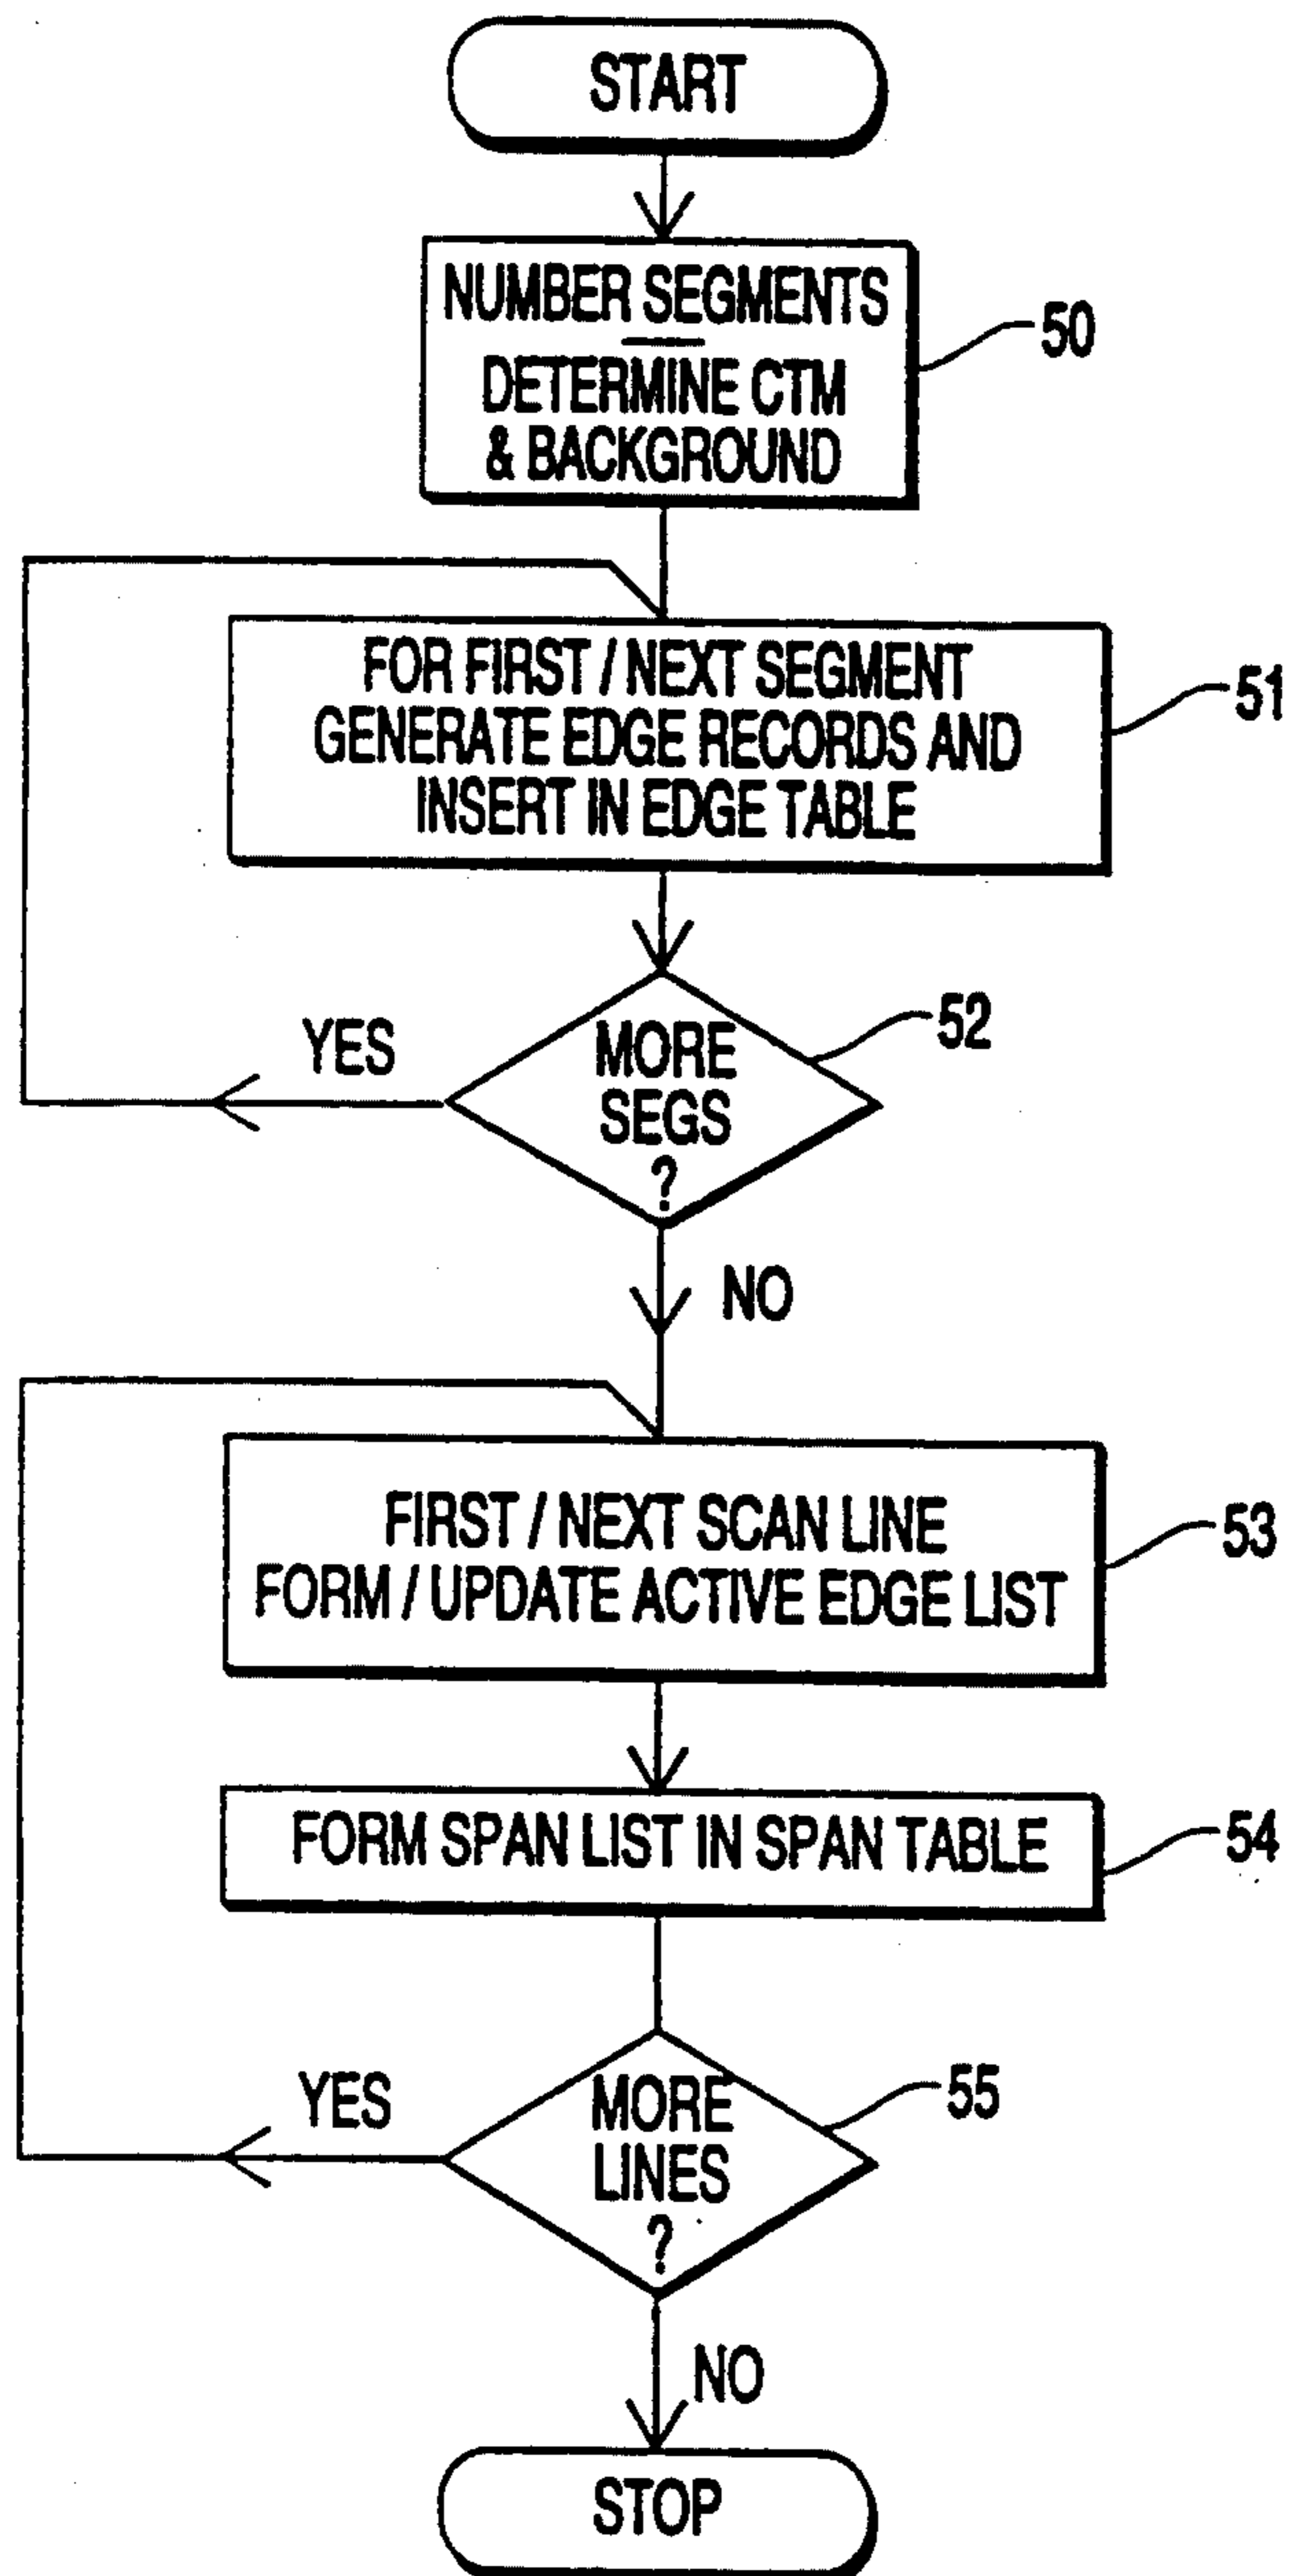 START
NUMBER SEGMENTS
DETERMINE CTM
& BACKGROUND
50
FOR FIRST / NEXT SEGMENT
GENERATE EDGE RECORDS AND
INSERT IN EDGE TABLE
51
YES
MORE
SEGS
?
52
NO
FIRST / NEXT SCAN LINE
FORM / UPDATE ACTIVE EDGE LIST
53
FORM SPAN LIST IN SPAN TABLE
54
YES
MORE
LINES
?
55
NO
STOP